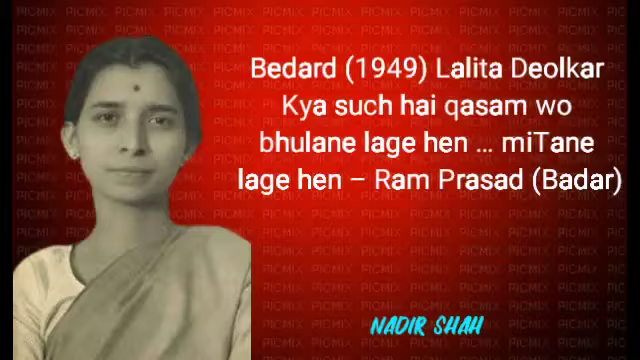 Bedard (1949) Lalita Deolkar
Kya such hai qasam wo
bhulane lage hen ... miTane
lage hen – Ram Prasad (Badar)
NADIR SHAH